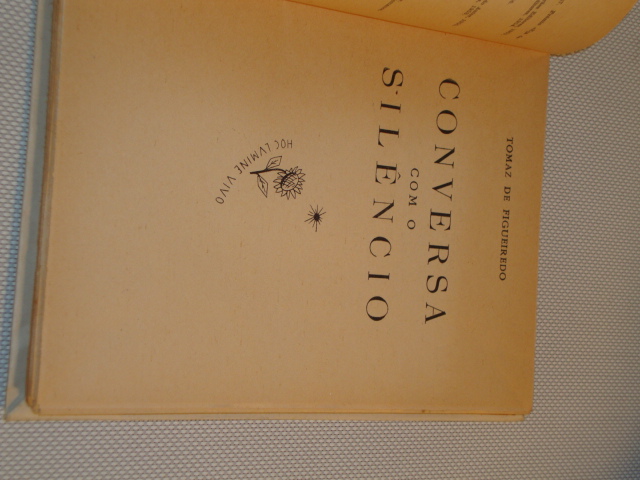 TOMAZ DE FIGUEIREDO
CONVERSA
COM O
SILÊNCIO
HOC LVMINE VIVO